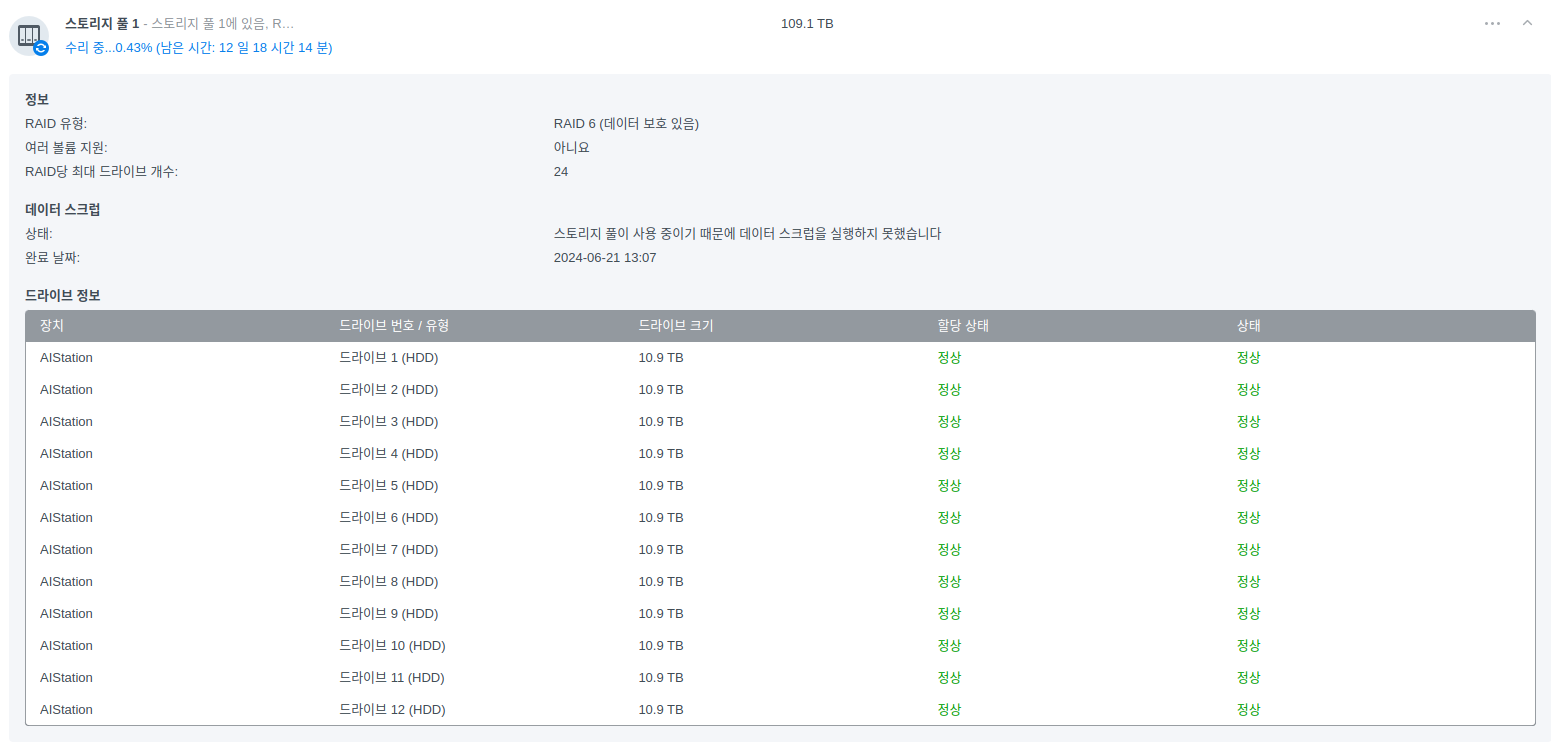 스토리지 풀 1 - 스토리지 풀 1에 있음, R… 109.1 TB
수리 중...0.43% (남은 시간: 12 일 18 시간 14 분)
정보
RAID 유형: RAID 6 (데이터 보호 있음)
여러 볼륨 지원: 아니요
RAID당 최대 드라이브 개수: 24
데이터 스크럽
상태: 스토리지 풀이 사용 중이기 때문에 데이터 스크럽을 실행하지 못했습니다
완료 날짜: 2024-06-21 13:07
드라이브 정보
장치 드라이브 번호 / 유형 드라이브 크기 할당 상태 상태
AIStation 드라이브 1 (HDD) 10.9 TB 정상 정상
AIStation 드라이브 2 (HDD) 10.9 TB 정상 정상
AIStation 드라이브 3 (HDD) 10.9 TB 정상 정상
AIStation 드라이브 4 (HDD) 10.9 TB 정상 정상
AIStation 드라이브 5 (HDD) 10.9 TB 정상 정상
AIStation 드라이브 6 (HDD) 10.9 TB 정상 정상
AIStation 드라이브 7 (HDD) 10.9 TB 정상 정상
AIStation 드라이브 8 (HDD) 10.9 TB 정상 정상
AIStation 드라이브 9 (HDD) 10.9 TB 정상 정상
AIStation 드라이브 10 (HDD) 10.9 TB 정상 정상
AIStation 드라이브 11 (HDD) 10.9 TB 정상 정상
AIStation 드라이브 12 (HDD) 10.9 TB 정상 정상